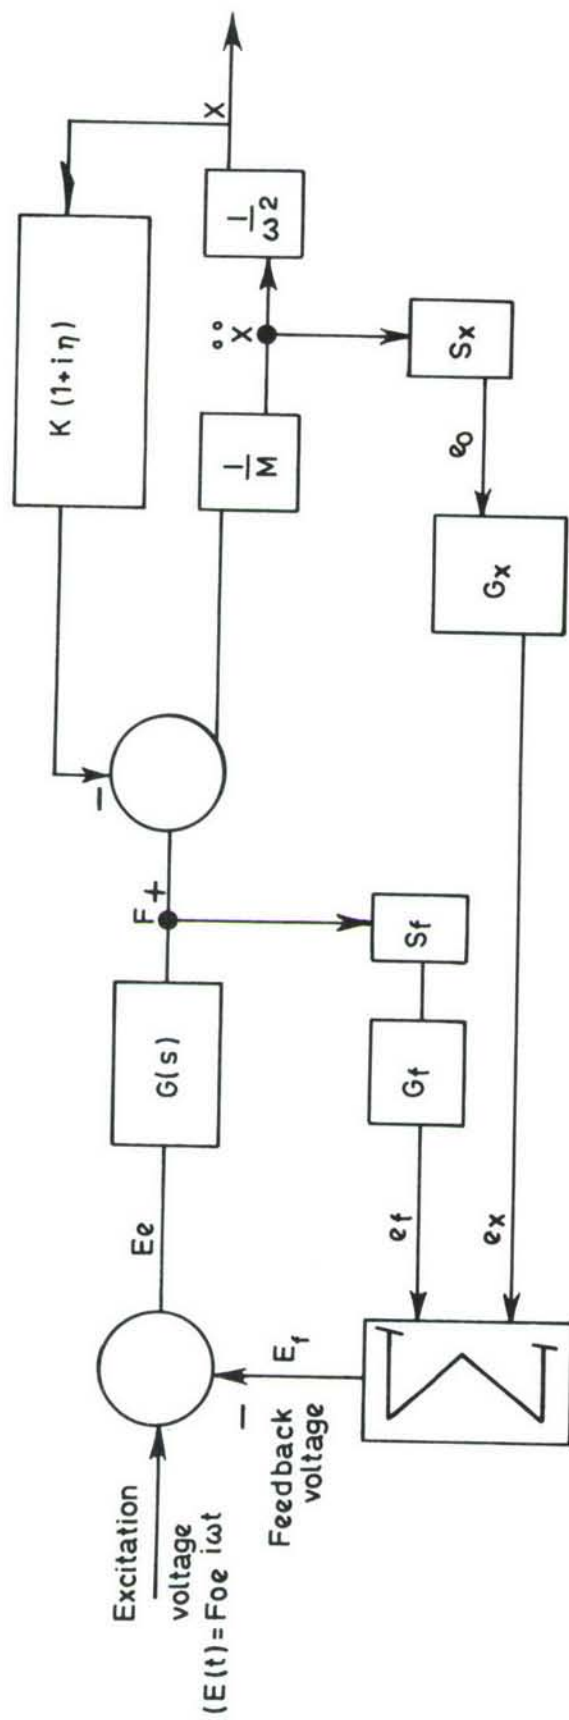 Excitation
voltage
(E(t) = Foe iωt
−
Feedback
voltage
Ef
Ee
G(s)
F
+
−
K(1+iη)
1/M
ẍ
1/ω²
X
Sx
eo
Gx
ex
Sf
Gf
ef
Σ